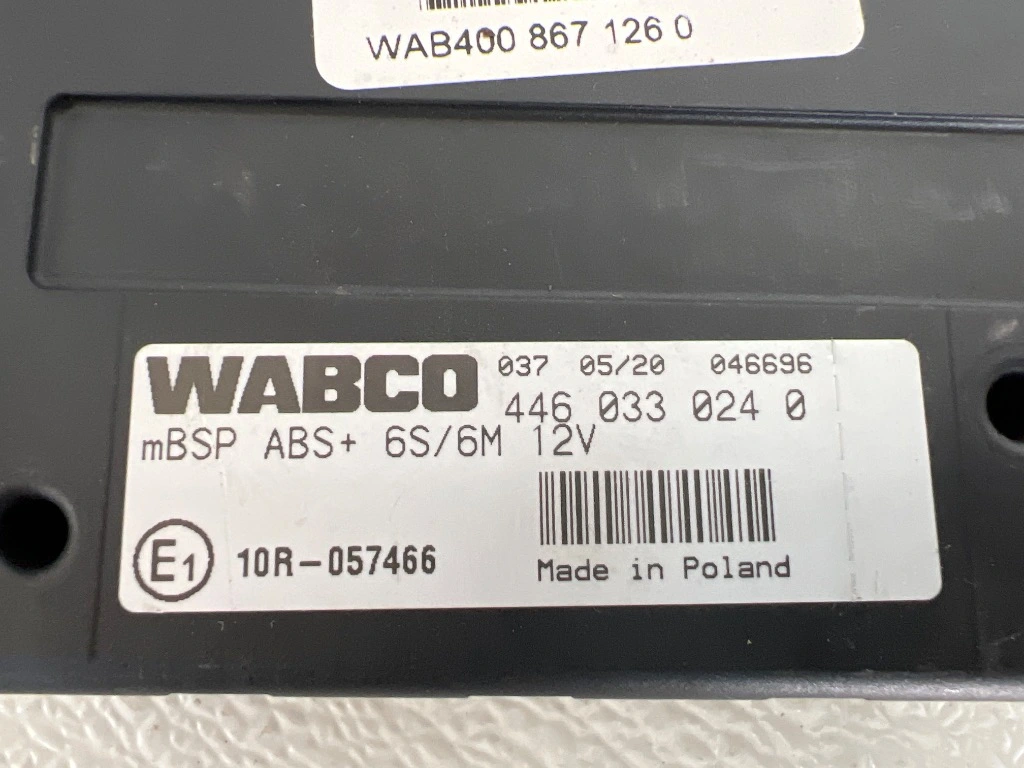 WAB400 867 126 0
WABCO 037 05/20 046696
446 033 024 0
mBSP ABS+ 6S/6M 12V
E1 10R-057466
Made in Poland